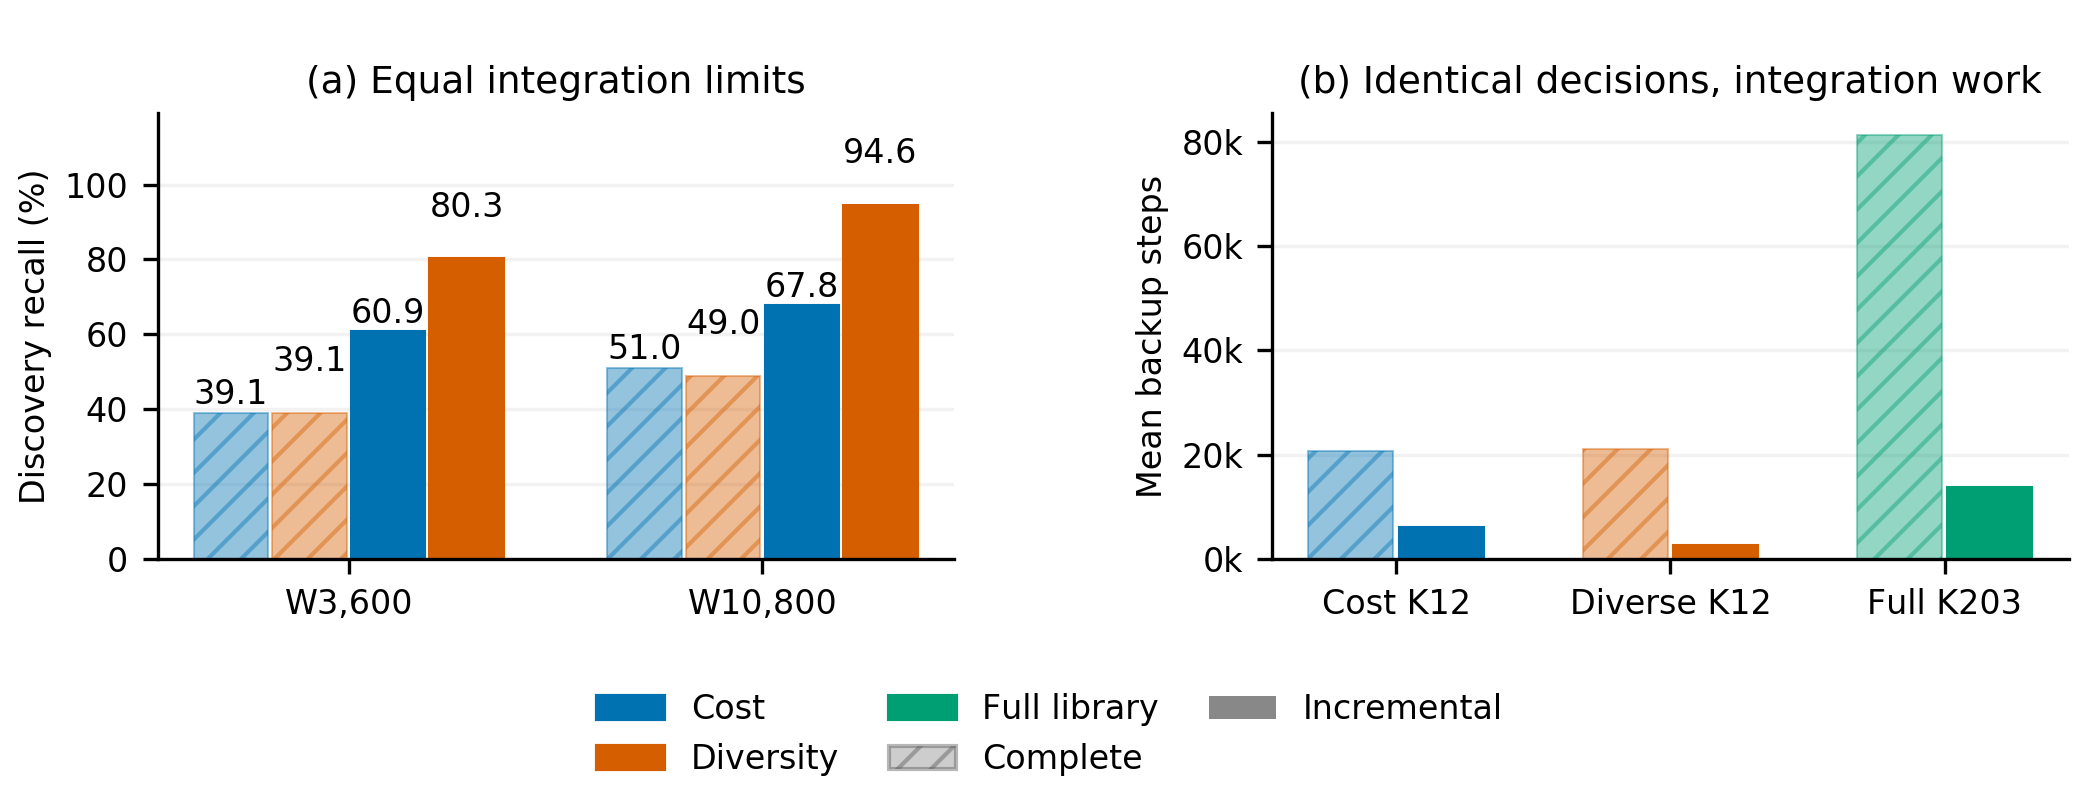 (a) Equal integration limits
Discovery recall (%)
100
80
60
40
20
0
39.1
39.1
60.9
80.3
51.0
49.0
67.8
94.6
W3,600
W10,800
(b) Identical decisions, integration work
Mean backup steps
80k
60k
40k
20k
0k
Cost K12
Diverse K12
Full K203
Cost
Diversity
Full library
Complete
Incremental